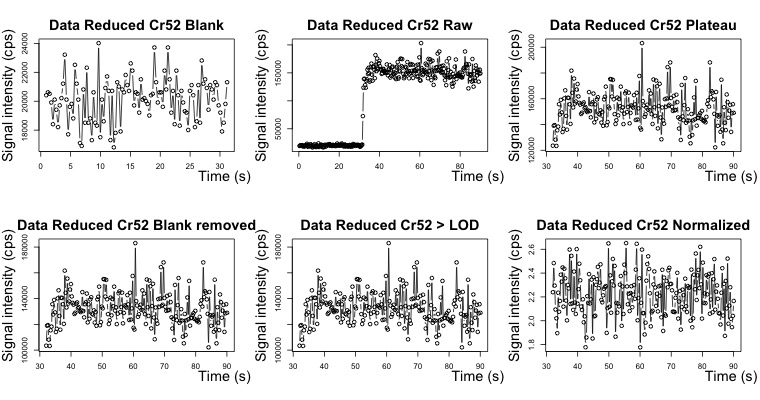 Data Reduced Cr52 Blank
Signal intensity (cps)
180000 200000 220000 240000
0 5 10 15 20 25 30
Time (s)
Data Reduced Cr52 Raw
Signal intensity (cps)
50000 150000
0 20 40 60 80
Time (s)
Data Reduced Cr52 Plateau
Signal intensity (cps)
120000 160000 200000
30 40 50 60 70 80 90
Time (s)
Data Reduced Cr52 Blank removed
Signal intensity (cps)
100000 140000 180000
30 40 50 60 70 80 90
Time (s)
Data Reduced Cr52 > LOD
Signal intensity (cps)
100000 140000 180000
30 40 50 60 70 80 90
Time (s)
Data Reduced Cr52 Normalized
Signal intensity (cps)
1.8 2.0 2.2 2.4 2.6
30 40 50 60 70 80 90
Time (s)